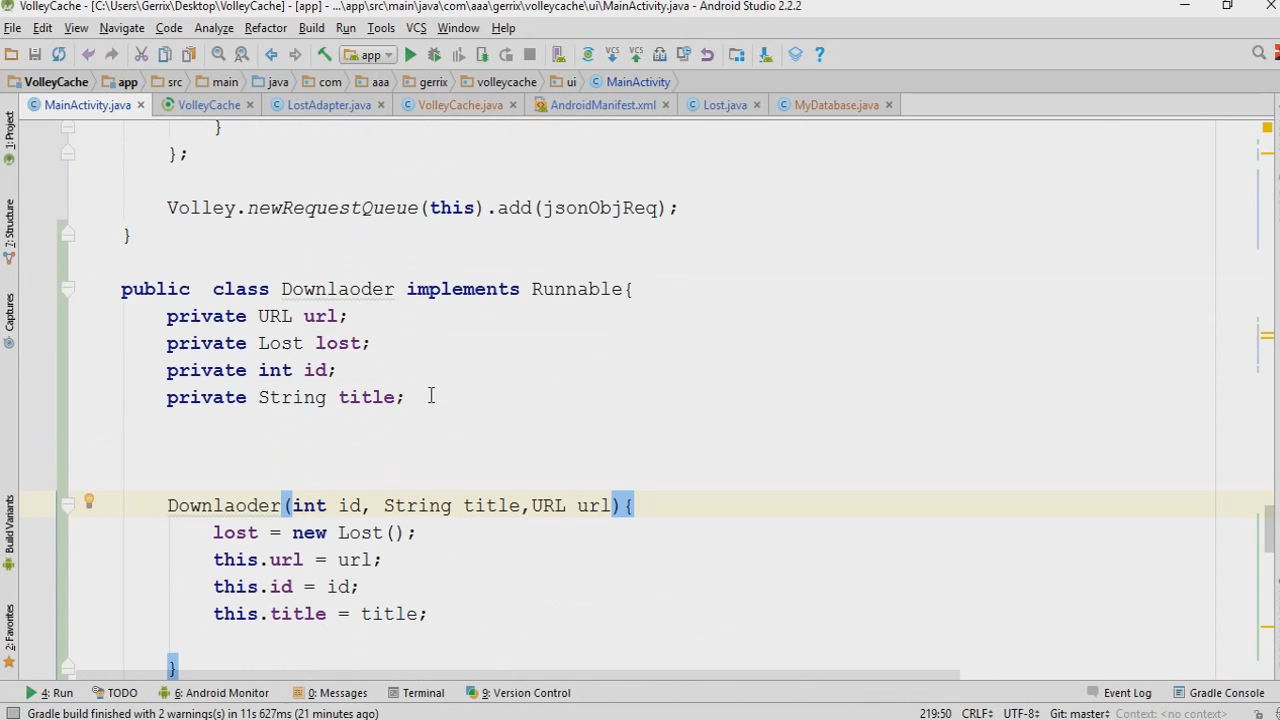 VolleyCache - [C:\Users\Gerrix\Desktop\VolleyCache] - [app] - ...\app\src\main\java\com\aaa\gerrix\volleycache\ui\MainActivity.java - Android Studio 2.2.2
File Edit View Navigate Code Analyze Refactor Build Run Tools VCS Window Help
app
VolleyCache app src main java com aaa gerrix volleycache ui MainActivity
MainActivity.java VolleyCache LostAdapter.java VolleyCache.java AndroidManifest.xml Lost.java MyDatabase.java
1: Project
7: Structure
Captures
Build Variants
2: Favorites
}
};
Volley.newRequestQueue(this).add(jsonObjReq);
}
public class Downlaoder implements Runnable{
private URL url;
private Lost lost;
private int id;
private String title;
Downlaoder(int id, String title,URL url){
lost = new Lost();
this.url = url;
this.id = id;
this.title = title;
}
4: Run TODO 6: Android Monitor 0: Messages Terminal 9: Version Control Event Log Gradle Console
Gradle build finished with 2 warnings(s) in 11s 627ms (21 minutes ago) 219:50 CRLF÷ UTF-8÷ Git: master÷ Context: <no context>